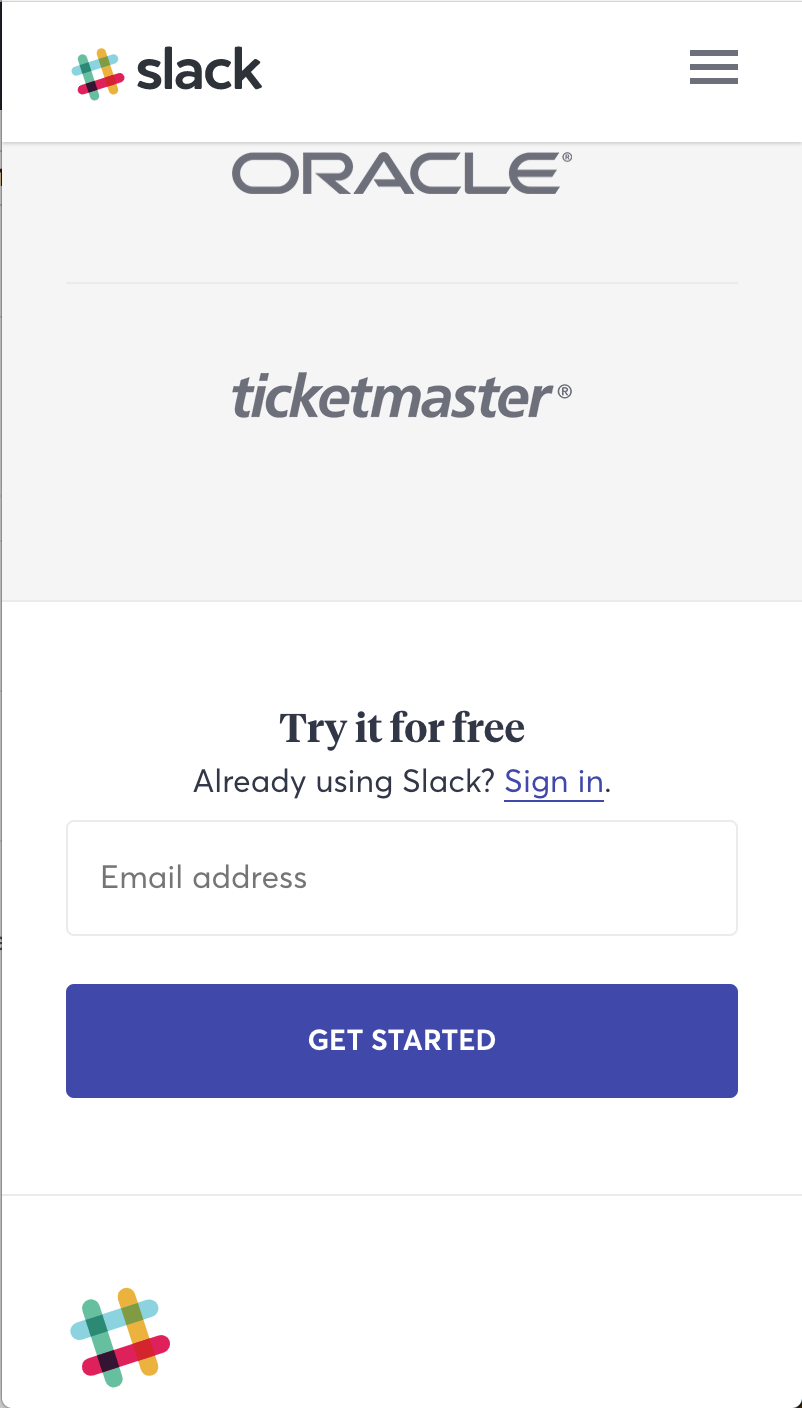 slack
ORACLE®
ticketmaster®
Try it for free
Already using Slack? Sign in.
Email address
GET STARTED